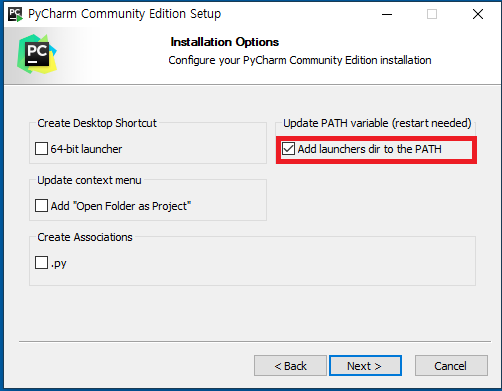 PyCharm Community Edition Setup
PC
Installation Options
Configure your PyCharm Community Edition installation
Create Desktop Shortcut
64-bit launcher
Update PATH variable (restart needed)
Add launchers dir to the PATH
Update context menu
Add "Open Folder as Project"
Create Associations
.py
< Back
Next >
Cancel